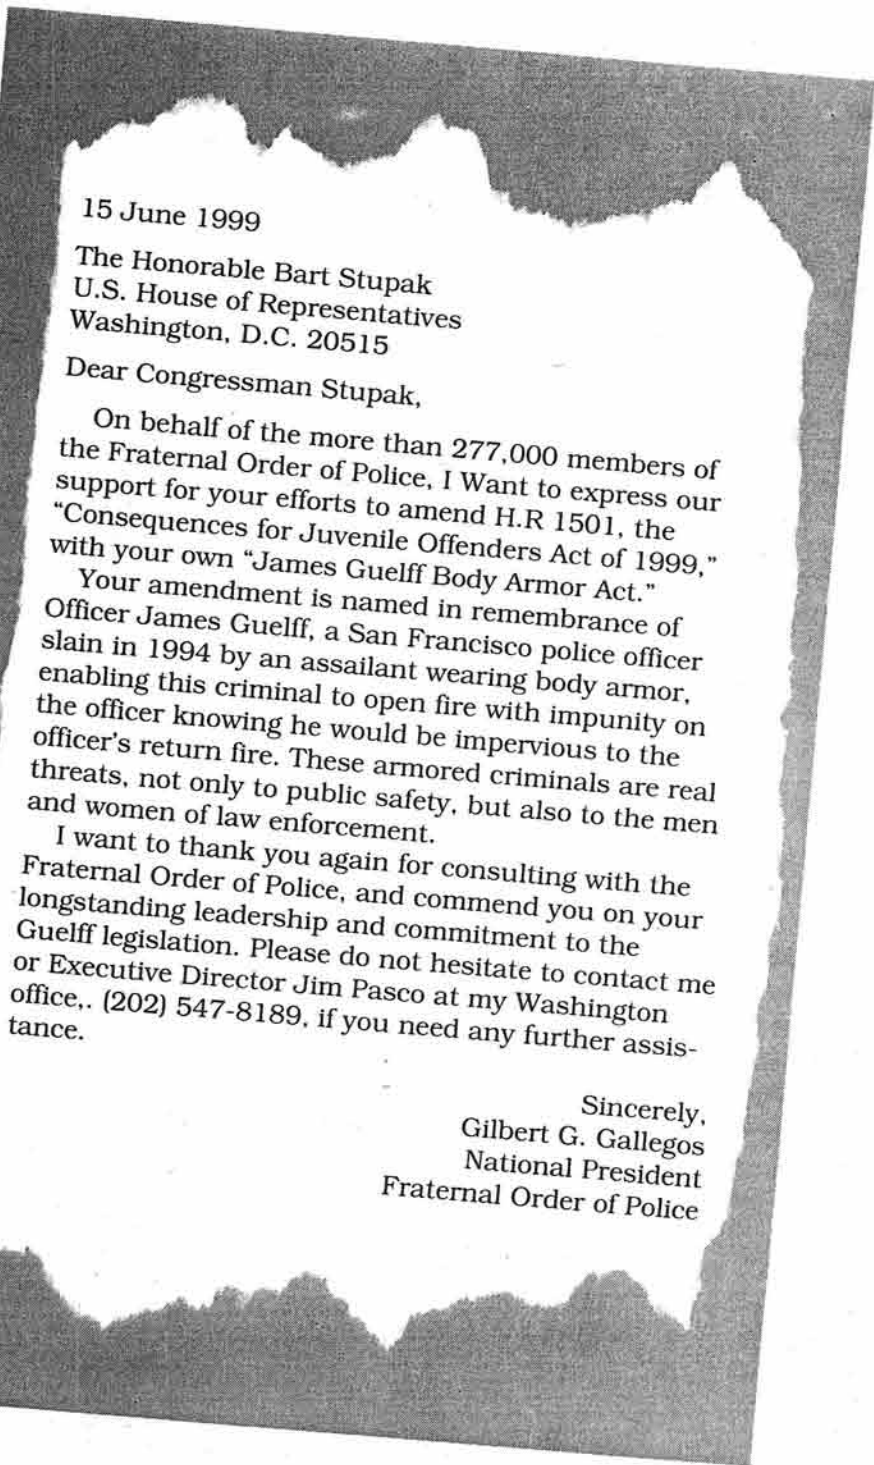 15 June 1999
The Honorable Bart Stupak
U.S. House of Representatives
Washington, D.C. 20515
Dear Congressman Stupak,
On behalf of the more than 277,000 members of
the Fraternal Order of Police, I Want to express our
support for your efforts to amend H.R 1501, the
“Consequences for Juvenile Offenders Act of 1999,”
with your own “James Guelff Body Armor Act.”
Your amendment is named in remembrance of
Officer James Guelff, a San Francisco police officer
slain in 1994 by an assailant wearing body armor,
enabling this criminal to open fire with impunity on
the officer knowing he would be impervious to the
officer's return fire. These armored criminals are real
threats, not only to public safety, but also to the men
and women of law enforcement.
I want to thank you again for consulting with the
Fraternal Order of Police, and commend you on your
longstanding leadership and commitment to the
Guelff legislation. Please do not hesitate to contact me
or Executive Director Jim Pasco at my Washington
office,. (202) 547-8189, if you need any further assis-
tance.
Sincerely,
Gilbert G. Gallegos
National President
Fraternal Order of Police